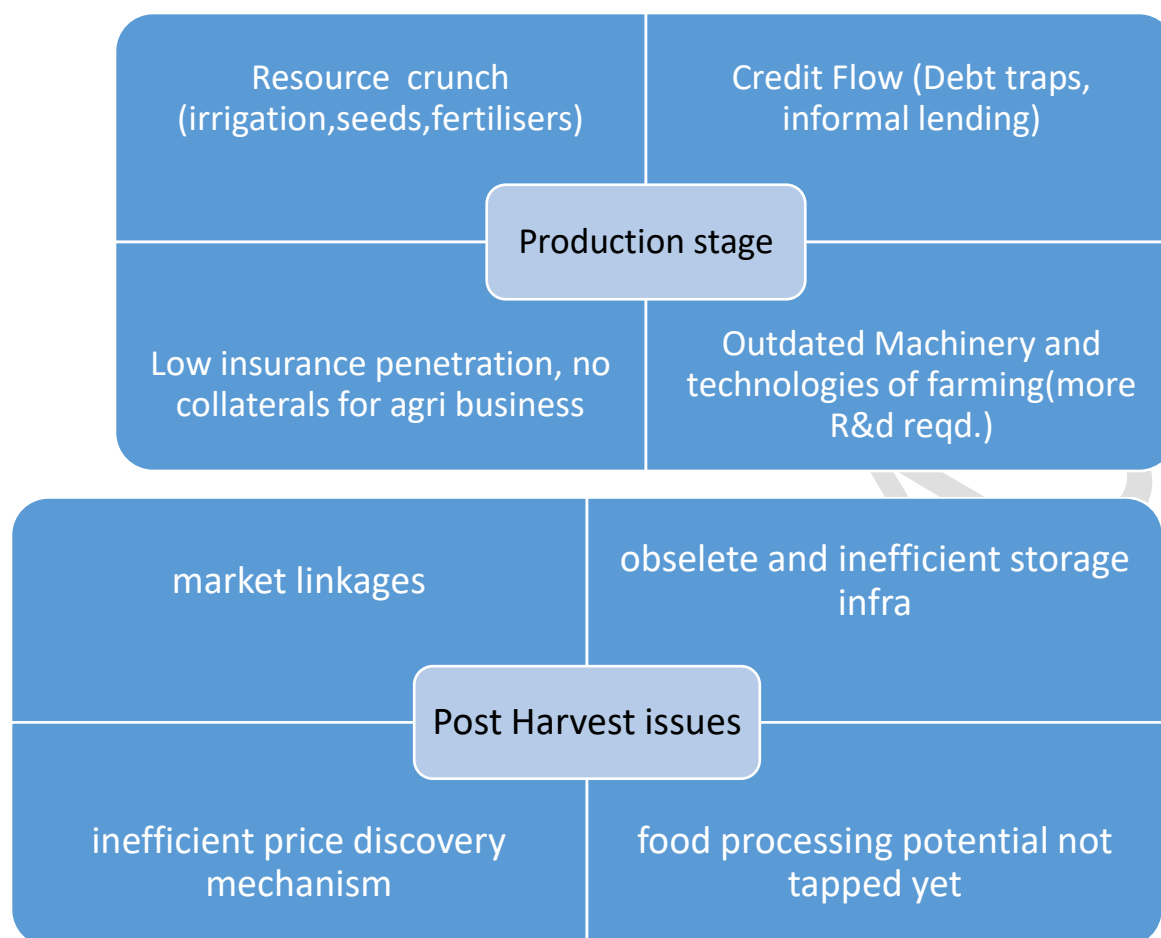 Resource crunch
(irrigation,seeds,fertilisers)
Credit Flow (Debt traps,
informal lending)
Production stage
Low insurance penetration, no
collaterals for agri business
Outdated Machinery and
technologies of farming(more
R&d reqd.)
market linkages
obselete and inefficient storage
infra
Post Harvest issues
inefficient price discovery
mechanism
food processing potential not
tapped yet